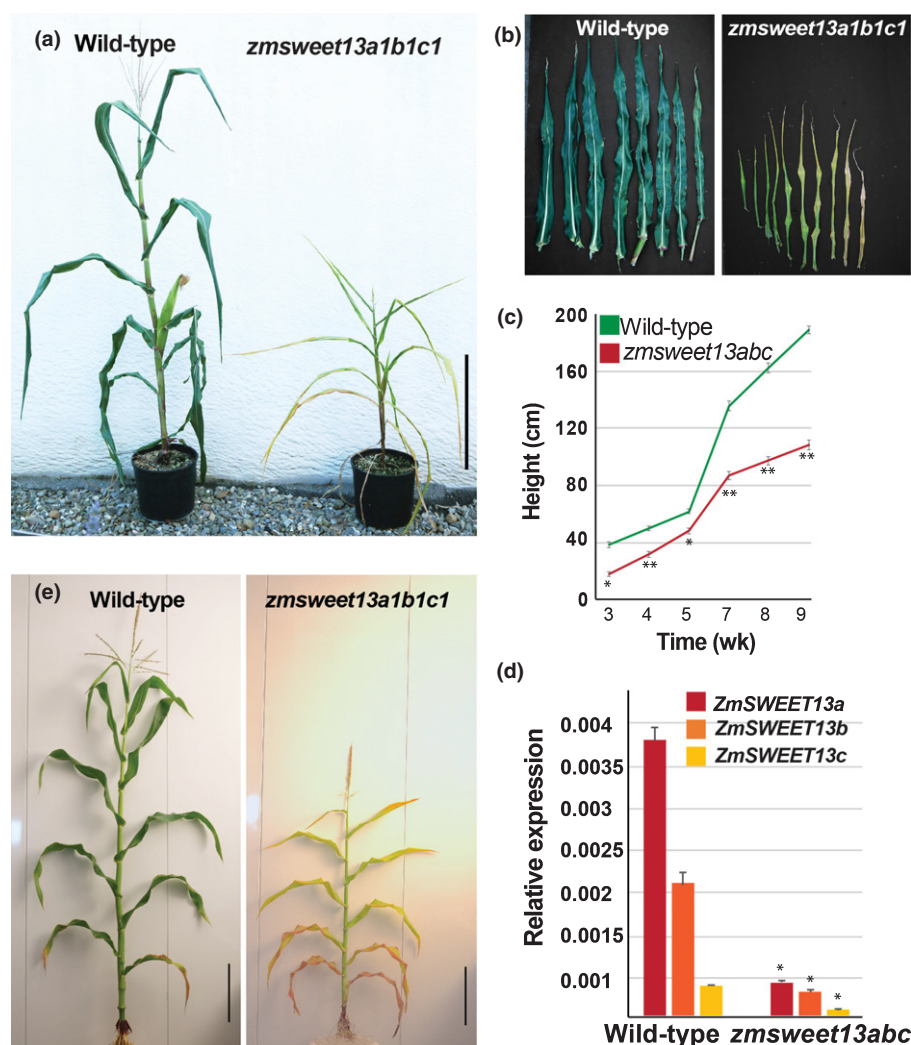 (a)
Wild-type
zmsweet13a1b1c1
(b)
Wild-type
zmsweet13a1b1c1
(c)
200
160
120
80
40
0
Height (cm)
Wild-type
zmsweet13abc
*
**
*
**
**
**
3 4 5 7 8 9
Time (wk)
(e)
Wild-type
zmsweet13a1b1c1
(d)
ZmSWEET13a
ZmSWEET13b
ZmSWEET13c
0.004
0.003
0.0035
0.0025
0.002
0.0015
0.001
Relative expression
*
*
*
Wild-type zmsweet13abc